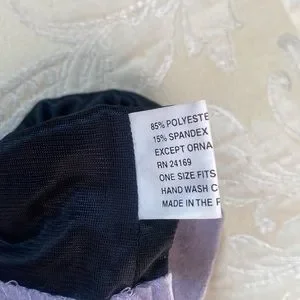 85% POLYESTE
15% SPANDEX
EXCEPT ORNA
RN 24169
ONE SIZE FITS
HAND WASH C
MADE IN THE P